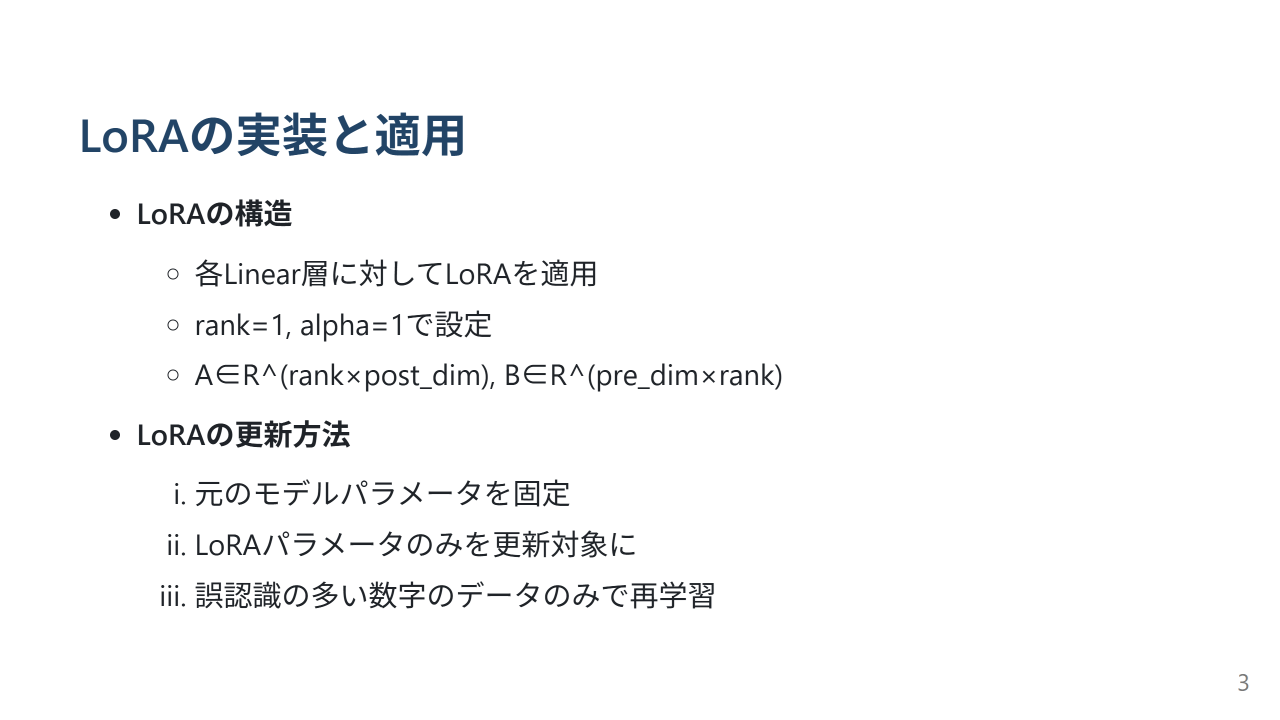 LoRAの実装と適用
• LoRAの構造
○ 各Linear層に対してLoRAを適用
○ rank=1, alpha=1で設定
○ A∈R^(rank×post_dim), B∈R^(pre_dim×rank)
• LoRAの更新方法
i. 元のモデルパラメータを固定
ii. LoRAパラメータのみを更新対象に
iii. 誤認識の多い数字のデータのみで再学習
3